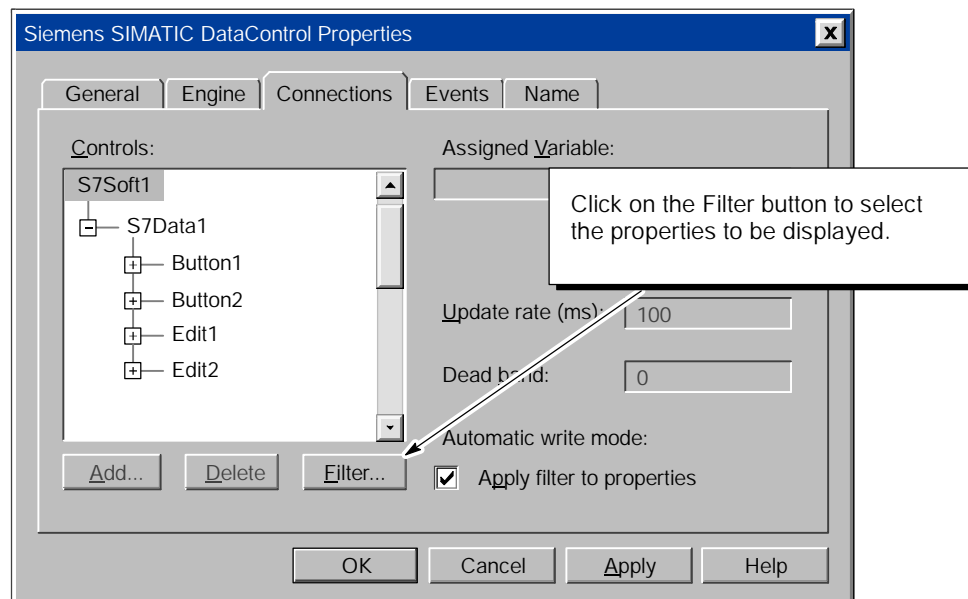 Siemens SIMATIC DataControl Properties
General Engine Connections Events Name
Controls:
Assigned Variable:
S7Soft1
S7Data1
Button1
Button2
Edit1
Edit2
Click on the Filter button to select
the properties to be displayed.
Update rate (ms): 100
Dead band: 0
Automatic write mode:
Add... Delete Filter... Apply filter to properties
OK Cancel Apply Help